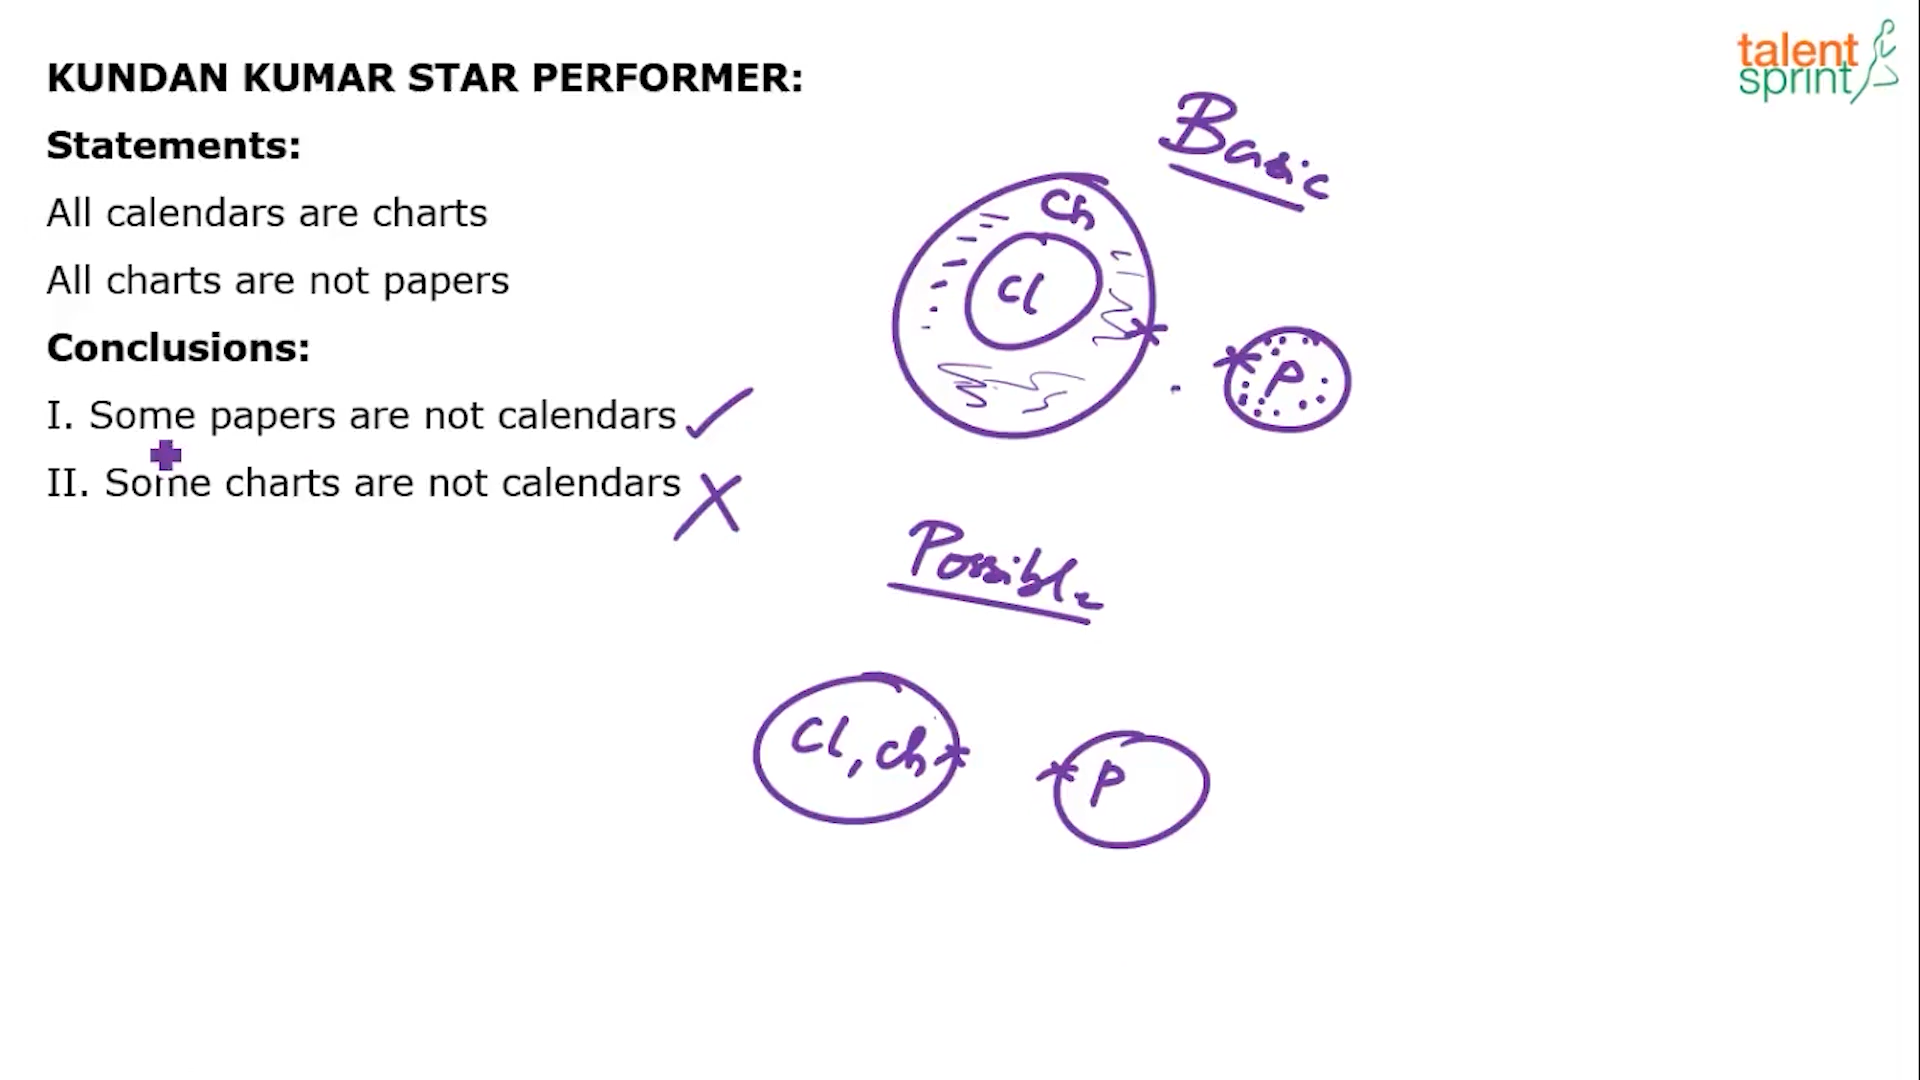 talent
sprint
KUNDAN KUMAR STAR PERFORMER:
Statements:
All calendars are charts
All charts are not papers
Conclusions:
I. Some papers are not calendars
II. Some charts are not calendars
Basic
Ch
Cl
P
Possible
Cl, Ch
P